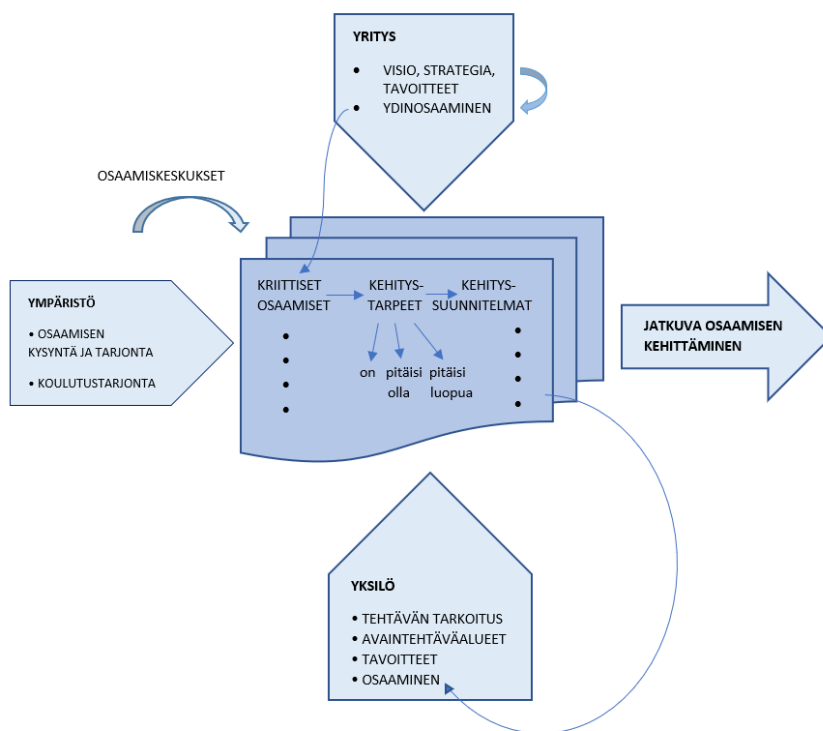 YRITYS
• VISIO, STRATEGIA,
TAVOITTEET
• YDINOSAAMINEN
OSAAMISKESKUKSET
YMPÄRISTÖ
• OSAAMISEN
KYSYNTÄ JA TARJONTA
• KOULUTUSTARJONTA
KRIITTISET
OSAAMISET
KEHITYS-
TARPEET
KEHITYS-
SUUNNITELMAT
on
pitäisi
olla
pitäisi
luopua
JATKUVA OSAAMISEN
KEHITTÄMINEN
YKSILÖ
• TEHTÄVÄN TARKOITUS
• AVAINTEHTÄVÄALUEET
• TAVOITTEET
• OSAAMINEN